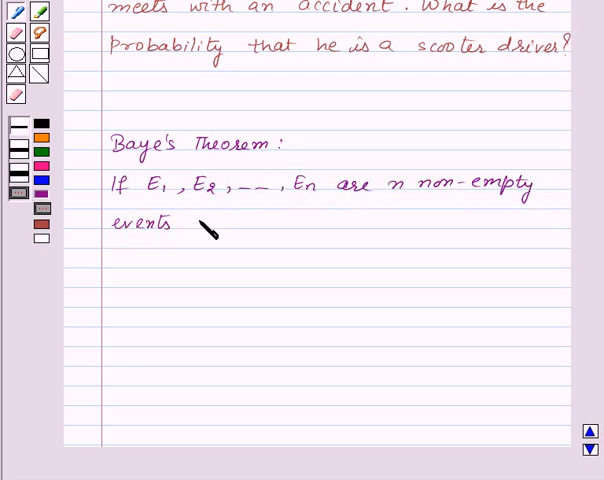 meets with an accident. What is the
probability that he is a scooter driver?
Baye's Theorem :
If E1 , E2 , -- -- , En are n non-empty
events